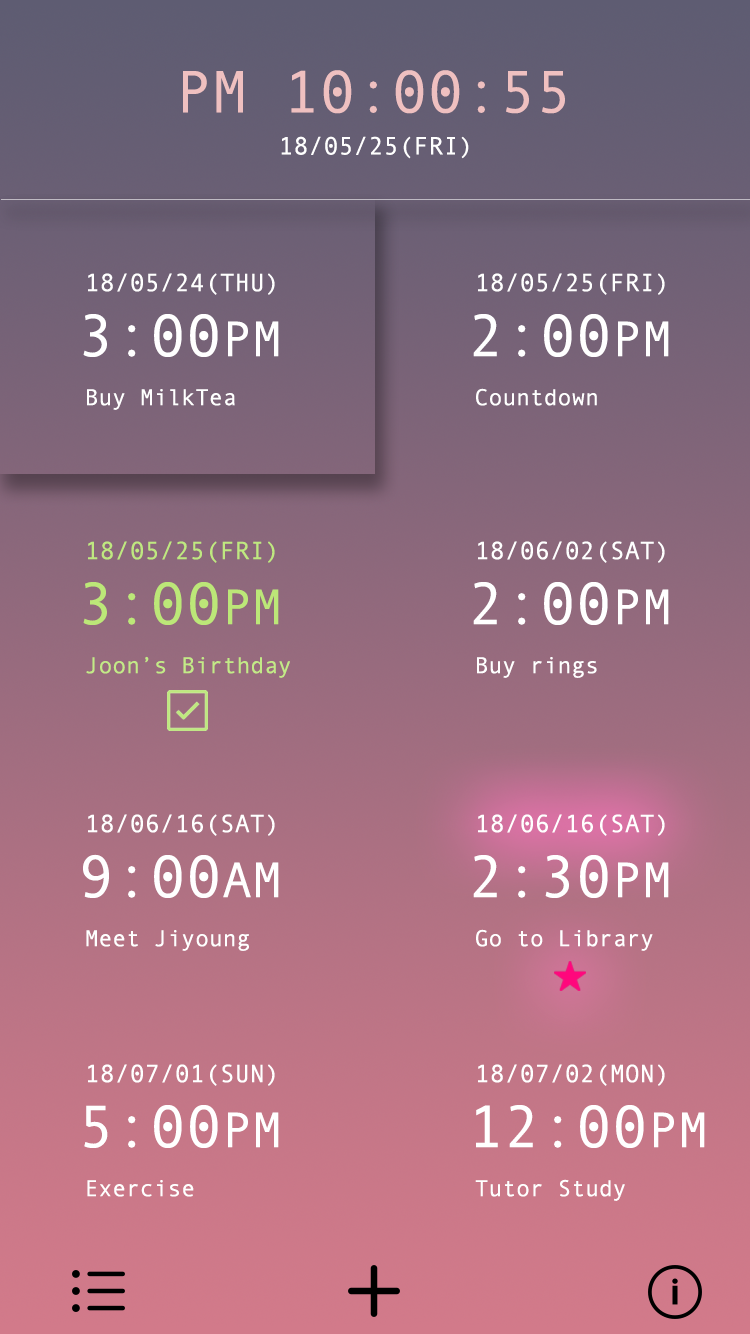 PM 10:00:55
18/05/25(FRI)
18/05/24(THU)
3:00PM
Buy MilkTea
18/05/25(FRI)
2:00PM
Countdown
18/05/25(FRI)
3:00PM
Joon’s Birthday
18/06/02(SAT)
2:00PM
Buy rings
18/06/16(SAT)
9:00AM
Meet Jiyoung
18/06/16(SAT)
2:30PM
Go to Library
18/07/01(SUN)
5:00PM
Exercise
18/07/02(MON)
12:00PM
Tutor Study